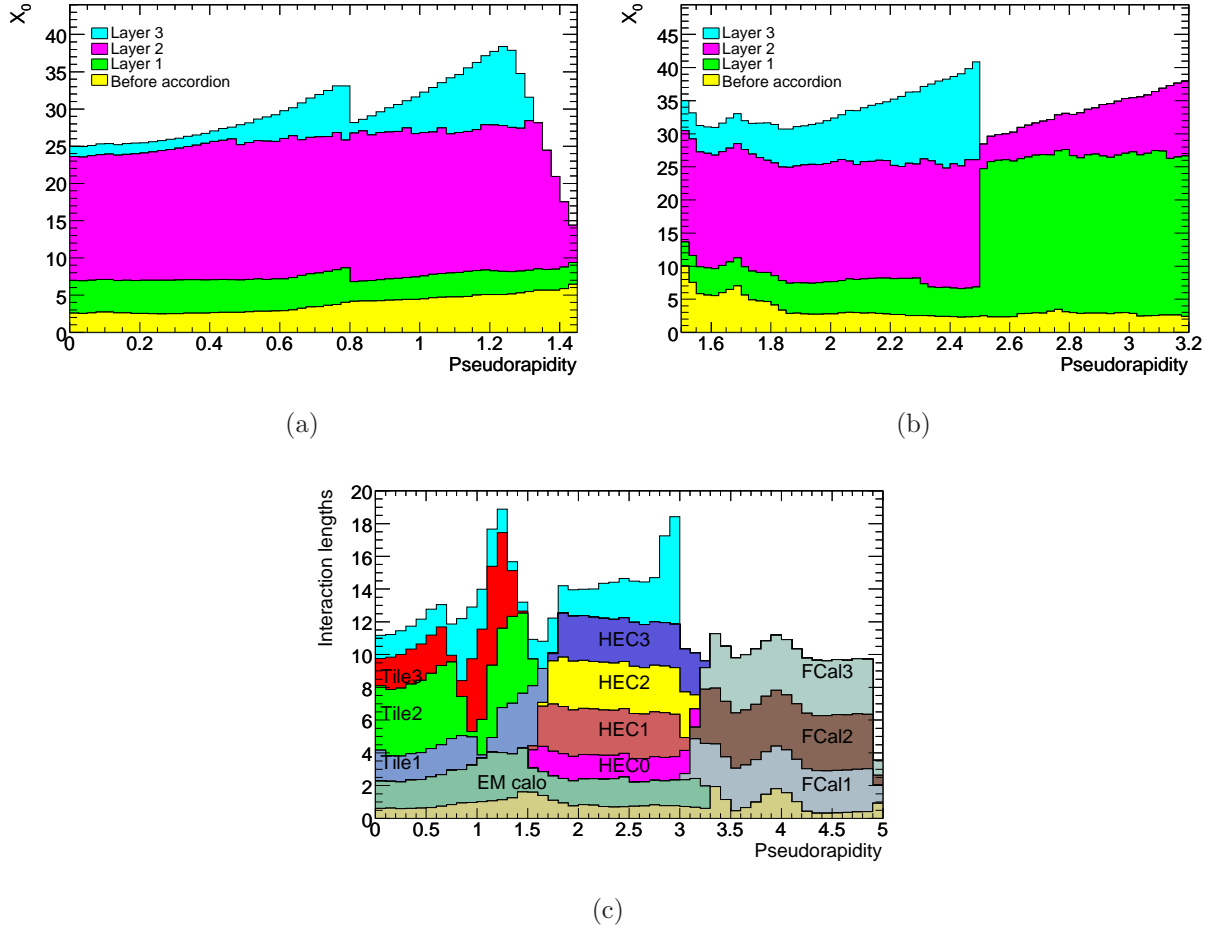 X0
40
35
30
25
20
15
10
5
0
Layer 3
Layer 2
Layer 1
Before accordion
0 0.2 0.4 0.6 0.8 1 1.2 1.4
Pseudorapidity
(a)
X0
45
40
35
30
25
20
15
10
5
0
Layer 3
Layer 2
Layer 1
Before accordion
1.6 1.8 2 2.2 2.4 2.6 2.8 3 3.2
Pseudorapidity
(b)
Interaction lengths
20
18
16
14
12
10
8
6
4
2
0
Tile3
Tile2
Tile1
EM calo
HEC3
HEC2
HEC1
HEC0
FCal3
FCal2
FCal1
0 0.5 1 1.5 2 2.5 3 3.5 4 4.5 5
Pseudorapidity
(c)